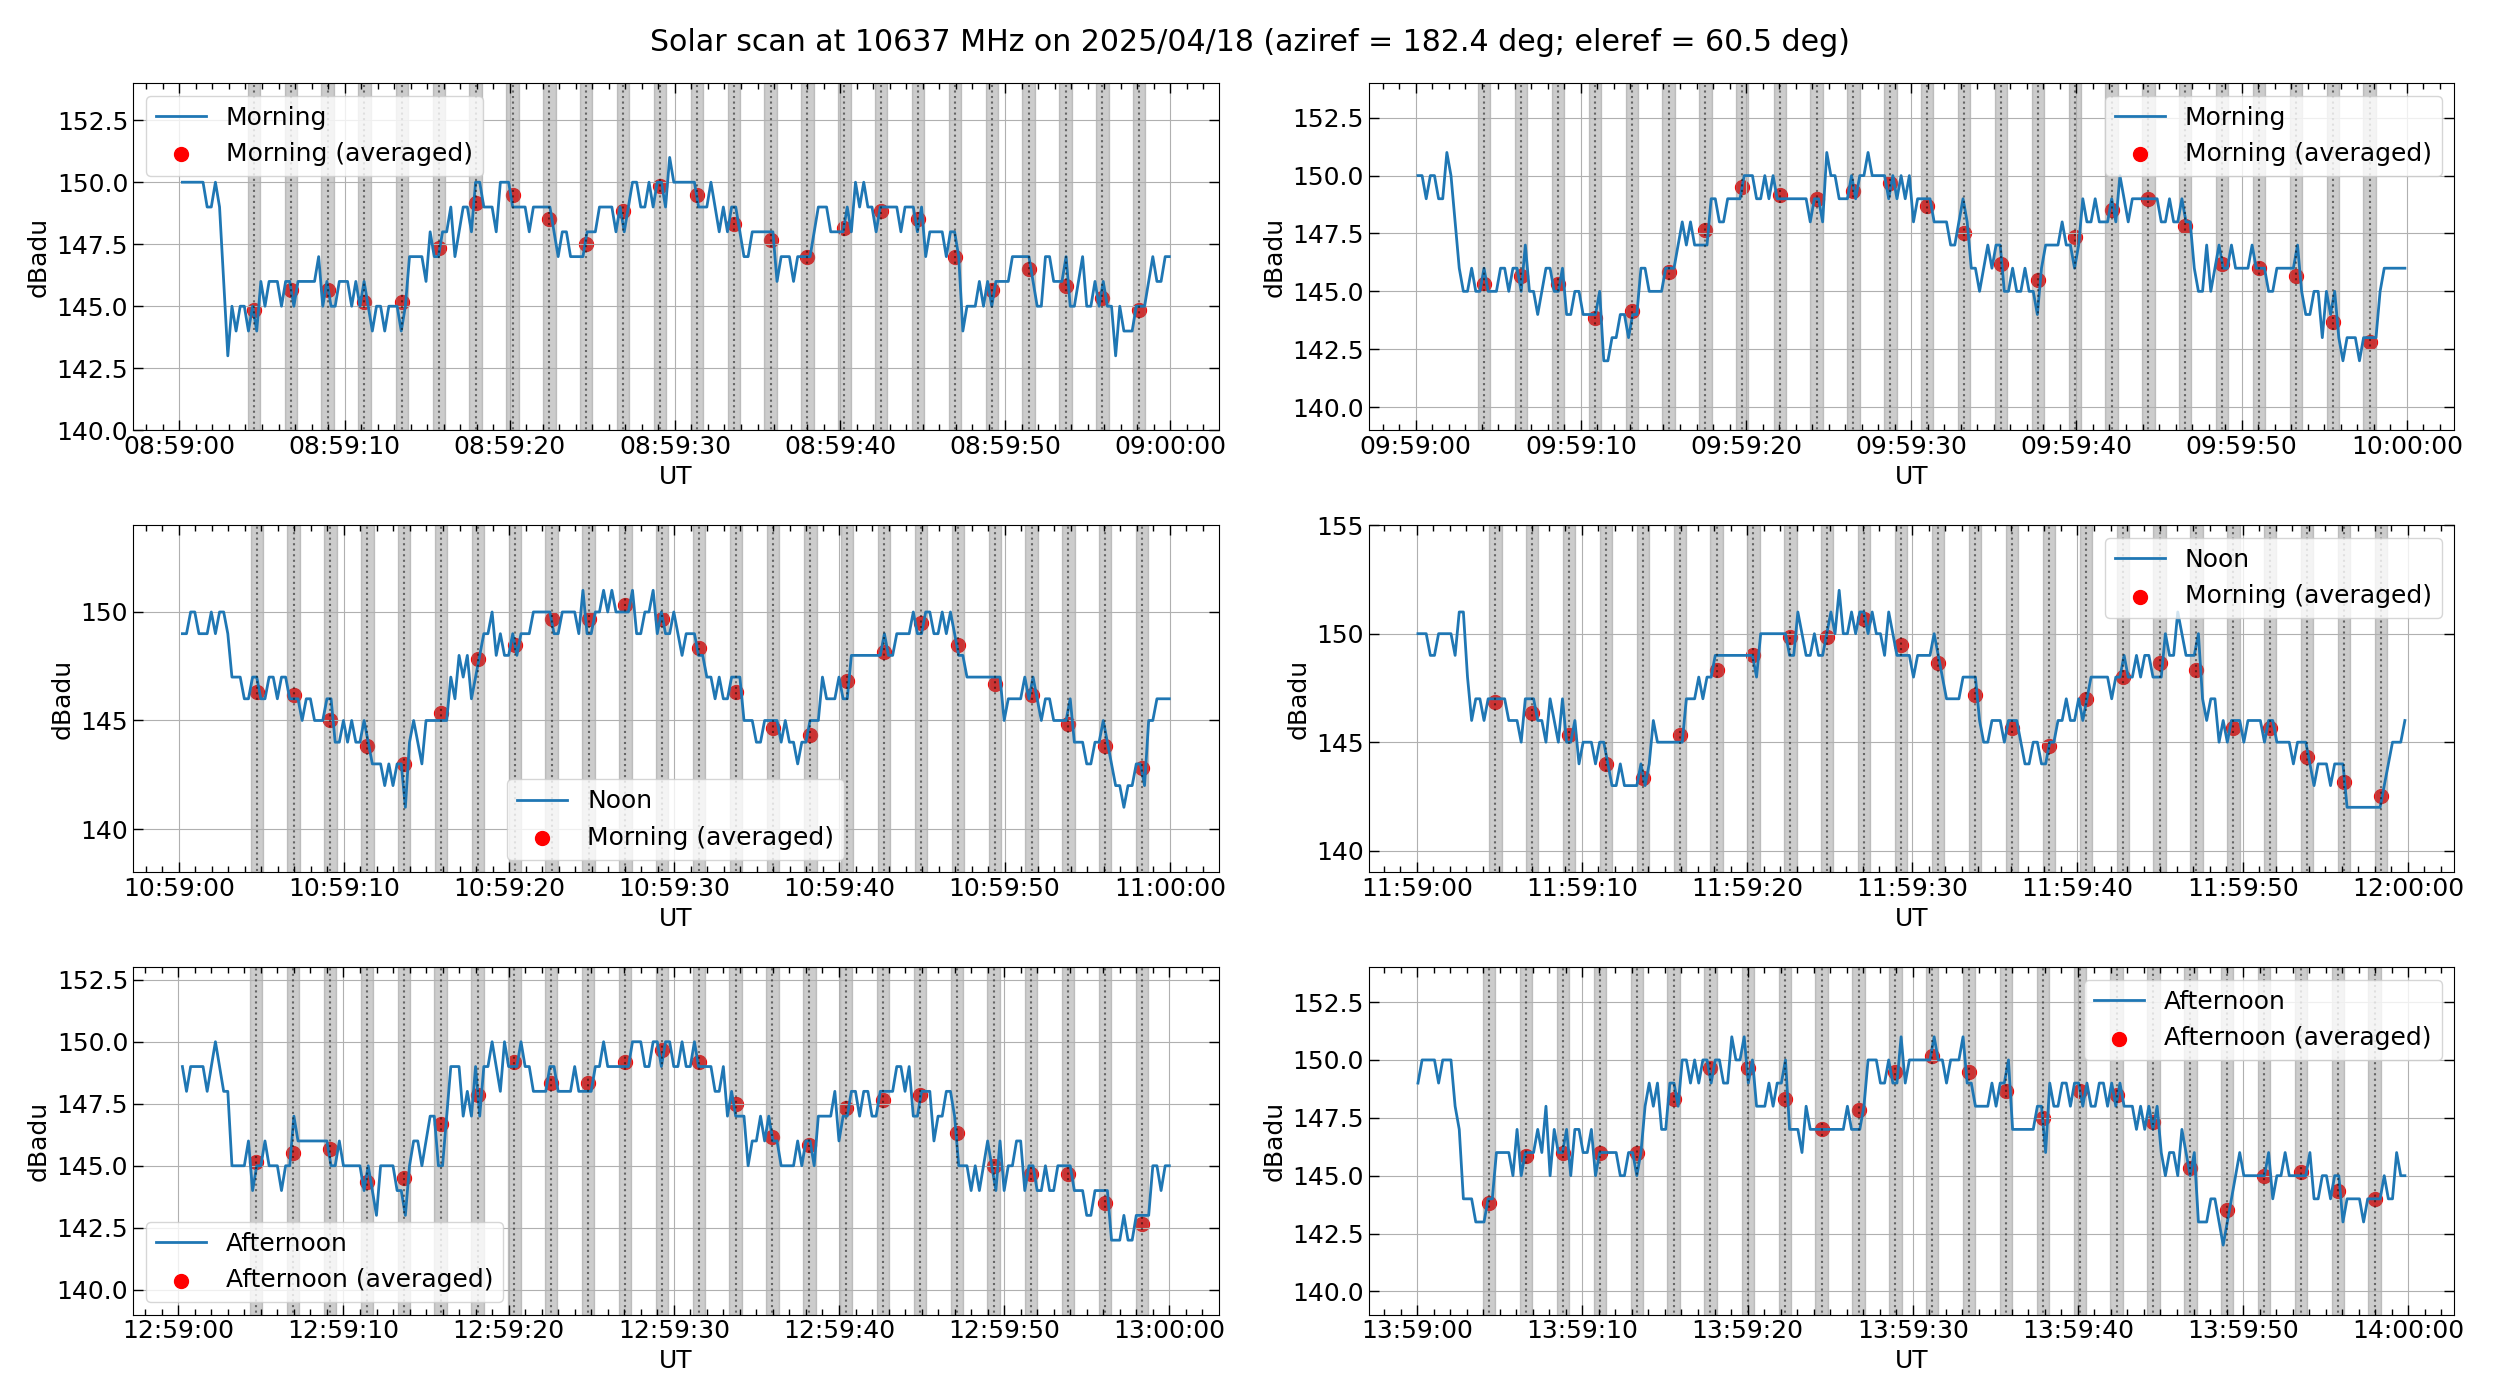 Solar scan at 10637 MHz on 2025/04/18 (aziref = 182.4 deg; eleref = 60.5 deg)
152.5
150.0
147.5
145.0
142.5
140.0
dBadu
Morning
Morning (averaged)
08:59:00 08:59:10 08:59:20 08:59:30 08:59:40 08:59:50 09:00:00
UT
152.5
150.0
147.5
145.0
142.5
140.0
dBadu
Morning
Morning (averaged)
09:59:00 09:59:10 09:59:20 09:59:30 09:59:40 09:59:50 10:00:00
UT
150
145
140
dBadu
Noon
Morning (averaged)
10:59:00 10:59:10 10:59:20 10:59:30 10:59:40 10:59:50 11:00:00
UT
155
150
145
140
dBadu
Noon
Morning (averaged)
11:59:00 11:59:10 11:59:20 11:59:30 11:59:40 11:59:50 12:00:00
UT
152.5
150.0
147.5
145.0
142.5
140.0
dBadu
Afternoon
Afternoon (averaged)
12:59:00 12:59:10 12:59:20 12:59:30 12:59:40 12:59:50 13:00:00
UT
152.5
150.0
147.5
145.0
142.5
140.0
dBadu
Afternoon
Afternoon (averaged)
13:59:00 13:59:10 13:59:20 13:59:30 13:59:40 13:59:50 14:00:00
UT